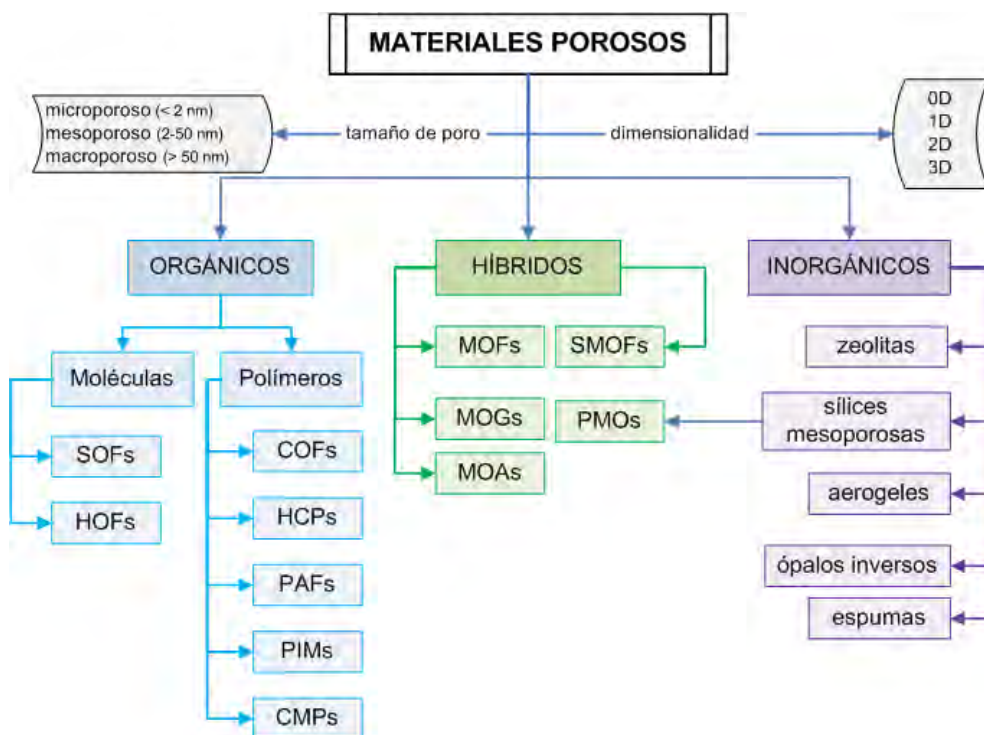 MATERIALES POROSOS
microporoso (< 2 nm)
mesoporoso (2-50 nm)
macroporoso (> 50 nm)
tamaño de poro
dimensionalidad
0D
1D
2D
3D
ORGÁNICOS
HÍBRIDOS
INORGÁNICOS
Moléculas
Polímeros
SOFs
HOFs
COFs
HCPs
PAFs
PIMs
CMPs
MOFs
SMOFs
MOGs
PMOs
MOAs
zeolitas
sílices
mesoporosas
aerogeles
ópalos inversos
espumas